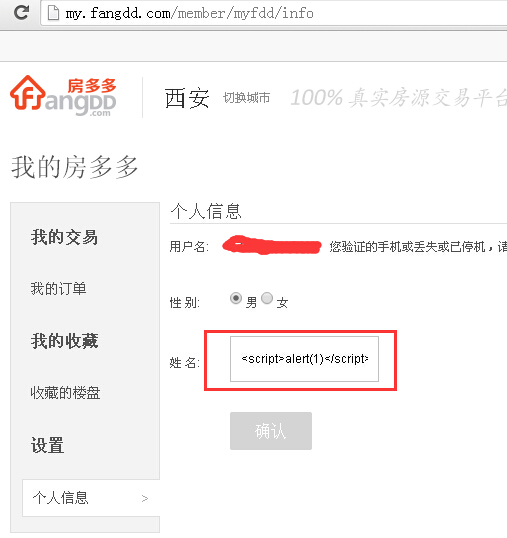 my.fangdd.com/member/myfdd/info
房多多
FangDD
.com
西安 切换城市 100% 真实房源交易平台
我的房多多
我的交易
我的订单
我的收藏
收藏的楼盘
设置
个人信息 >
个人信息
用户名: 您验证的手机或丢失或已停机，请
性 别: 男 女
姓 名: <script>alert(1)</script>
确认